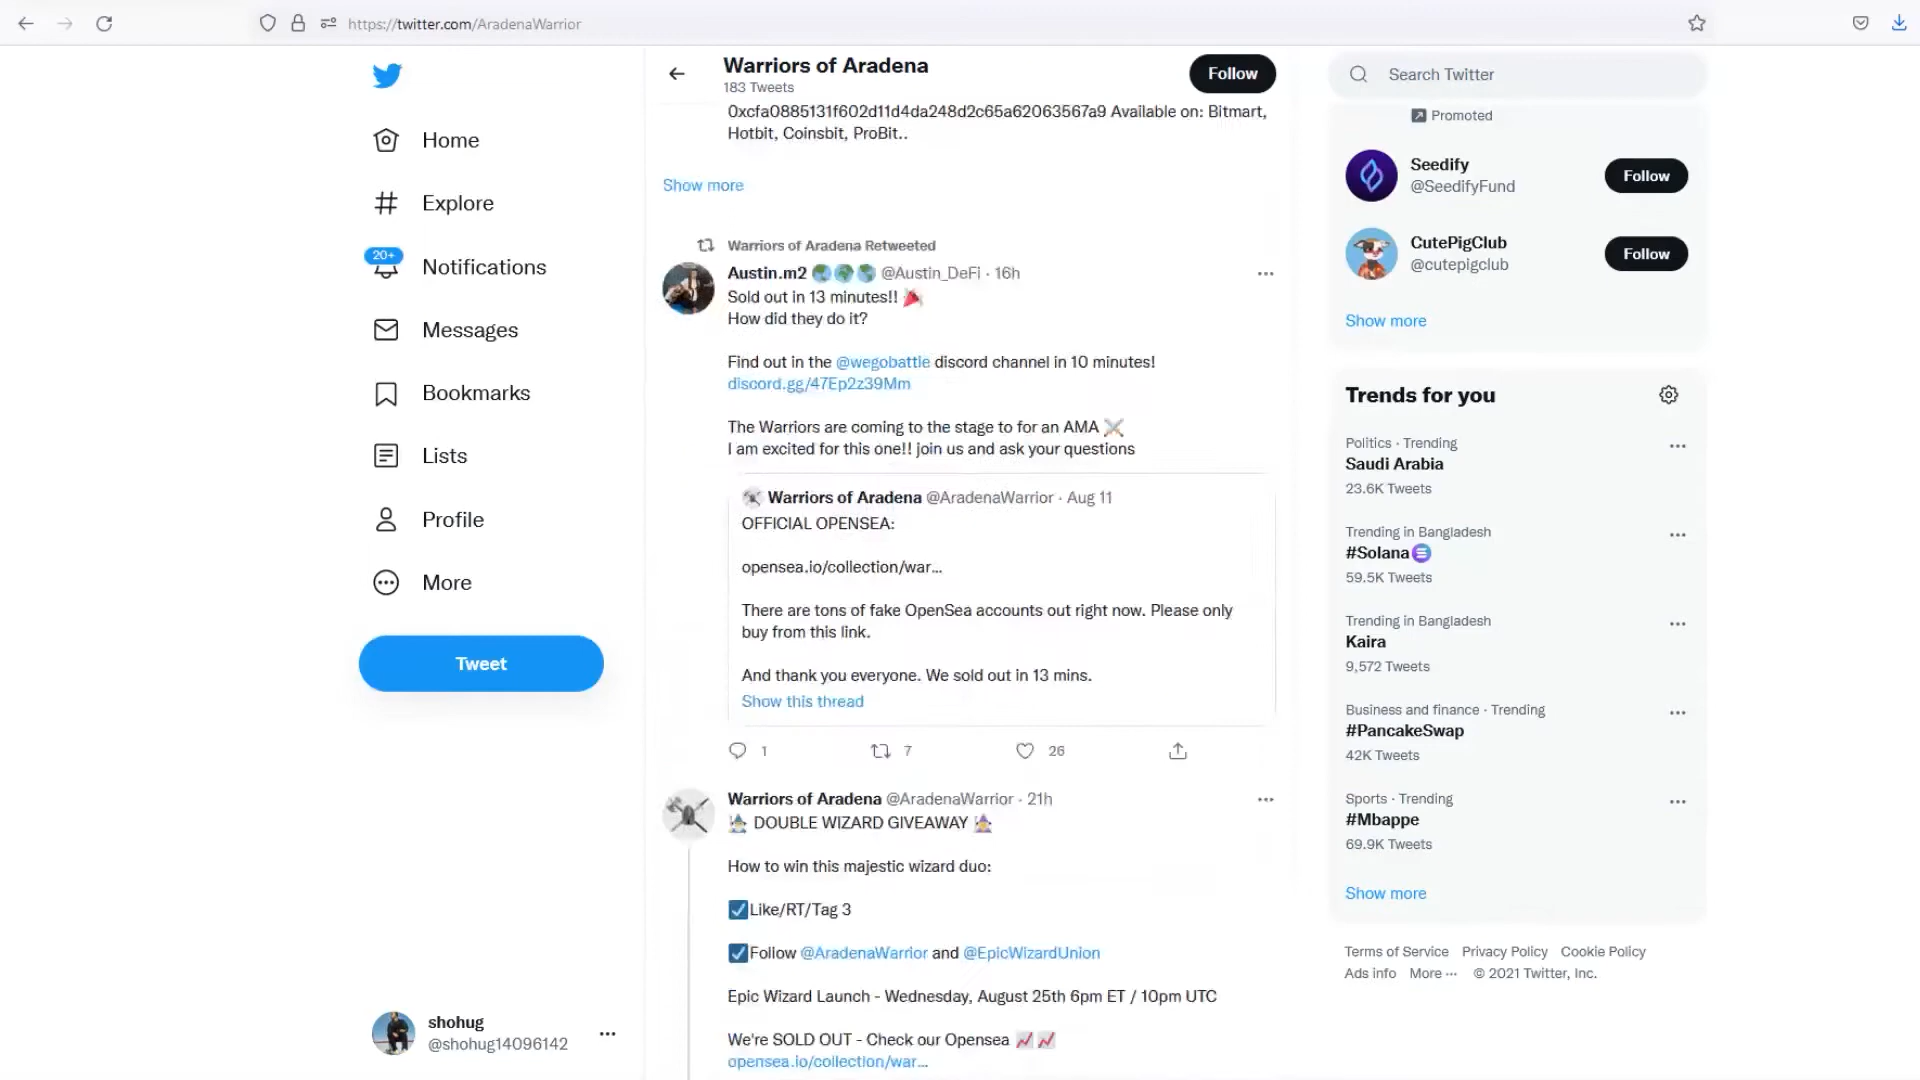 https://twitter.com/AradenaWarrior
Home
Explore
20+
Notifications
Messages
Bookmarks
Lists
Profile
More
Tweet
shohug
@shohug14096142
Warriors of Aradena
183 Tweets
Follow
0xcfa0885131f602d11d4da248d2c65a62063567a9 Available on: Bitmart,
Hotbit, Coinsbit, ProBit..
Show more
Warriors of Aradena Retweeted
Austin.m2 @Austin_DeFi · 16h
Sold out in 13 minutes!!
How did they do it?
Find out in the @wegobattle discord channel in 10 minutes!
discord.gg/47Ep2z39Mm
The Warriors are coming to the stage to for an AMA
I am excited for this one!! join us and ask your questions
Warriors of Aradena @AradenaWarrior · Aug 11
OFFICIAL OPENSEA:
opensea.io/collection/war...
There are tons of fake OpenSea accounts out right now. Please only
buy from this link.
And thank you everyone. We sold out in 13 mins.
Show this thread
1 7 26
Warriors of Aradena @AradenaWarrior · 21h
DOUBLE WIZARD GIVEAWAY
How to win this majestic wizard duo:
Like/RT/Tag 3
Follow @AradenaWarrior and @EpicWizardUnion
Epic Wizard Launch - Wednesday, August 25th 6pm ET / 10pm UTC
We're SOLD OUT - Check our Opensea
opensea.io/collection/war...
Search Twitter
Promoted
Seedify
@SeedifyFund
Follow
CutePigClub
@cutepigclub
Follow
Show more
Trends for you
Politics · Trending
Saudi Arabia
23.6K Tweets
Trending in Bangladesh
#Solana
59.5K Tweets
Trending in Bangladesh
Kaira
9,572 Tweets
Business and finance · Trending
#PancakeSwap
42K Tweets
Sports · Trending
#Mbappe
69.9K Tweets
Show more
Terms of Service Privacy Policy Cookie Policy
Ads info More ··· © 2021 Twitter, Inc.